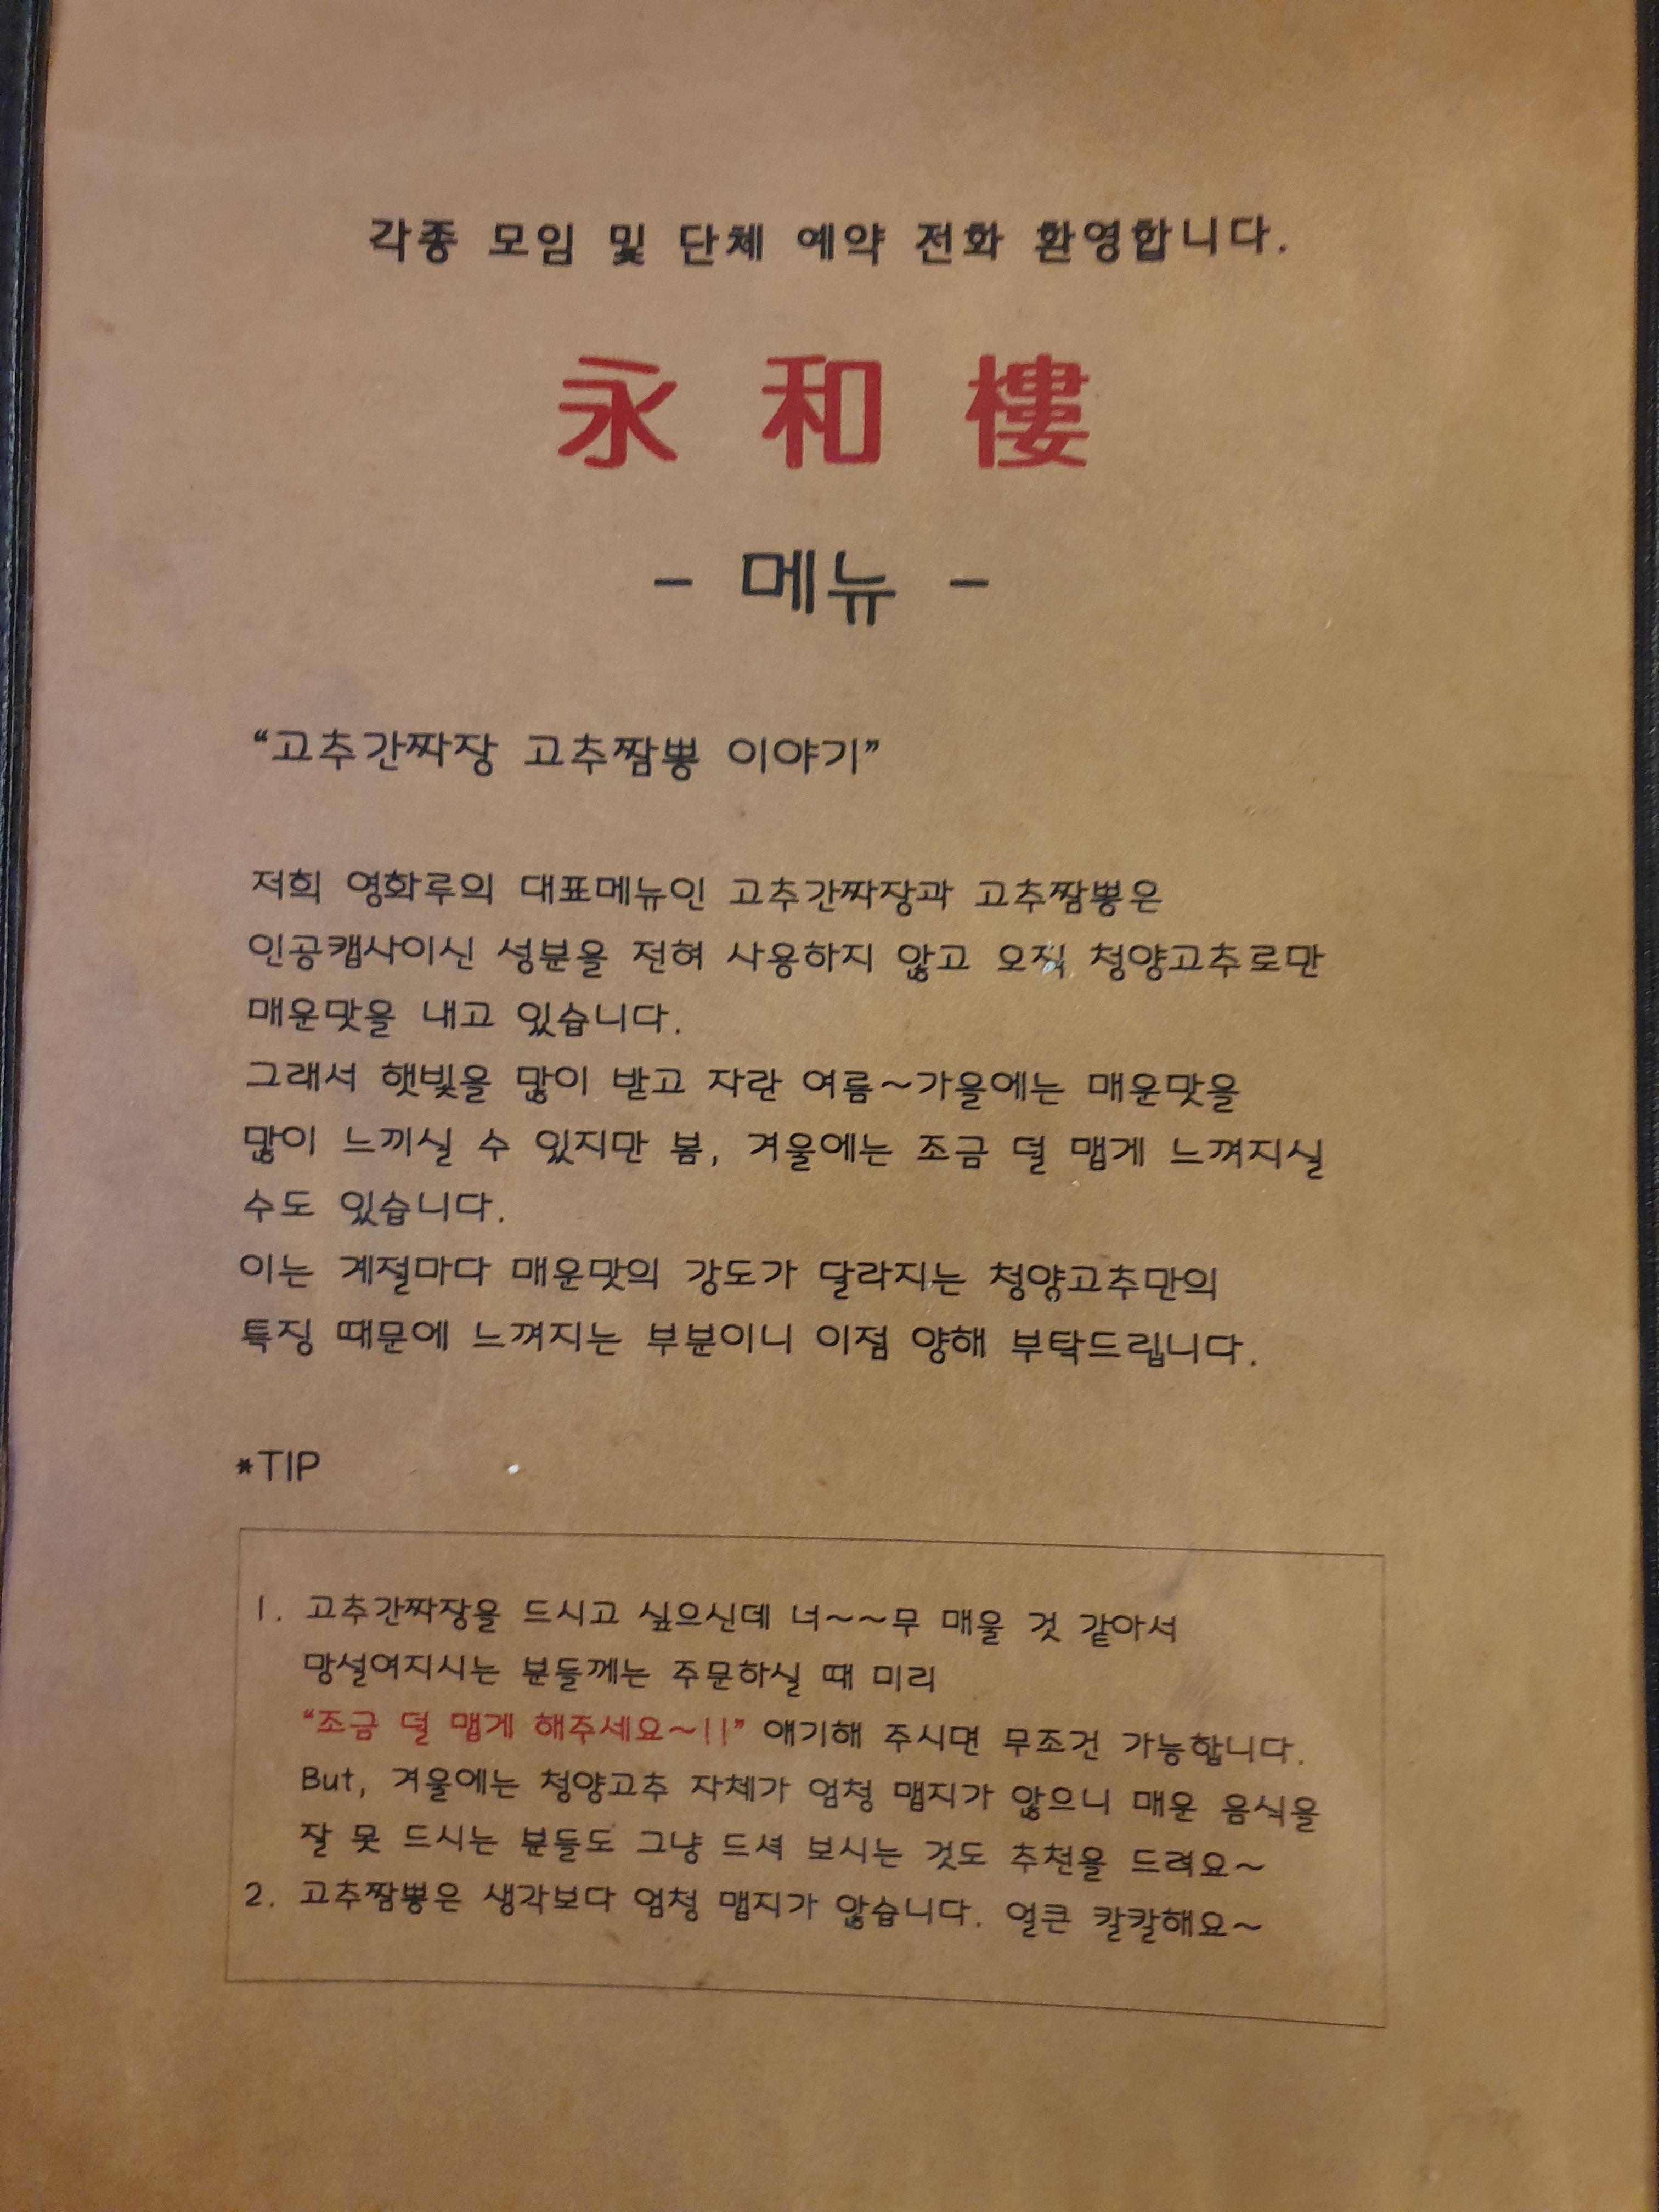 각종 모임 및 단체 예약 전화 환영합니다.
永和樓
- 메뉴 -
“고추간짜장 고추짬뽕 이야기”
저희 영화루의 대표메뉴인 고추간짜장과 고추짬뽕은
인공캡사이신 성분을 전혀 사용하지 않고 오직 청양고추로만
매운맛을 내고 있습니다.
그래서 햇빛을 많이 받고 자란 여름~가을에는 매운맛을
많이 느끼실 수 있지만 봄, 겨울에는 조금 덜 맵게 느껴지실
수도 있습니다.
이는 계절마다 매운맛의 강도가 달라지는 청양고추만의
특징 때문에 느껴지는 부분이니 이점 양해 부탁드립니다.
*TIP
1. 고추간짜장을 드시고 싶으신데 너~~무 매울 것 같아서
망설여지시는 분들께는 주문하실 때 미리
“조금 덜 맵게 해주세요~!!” 얘기해 주시면 무조건 가능합니다.
But, 겨울에는 청양고추 자체가 엄청 맵지가 않으니 매운 음식을
잘 못 드시는 분들도 그냥 드셔 보시는 것도 추천을 드려요~
2. 고추짬뽕은 생각보다 엄청 맵지가 않습니다. 얼큰 칼칼해요~